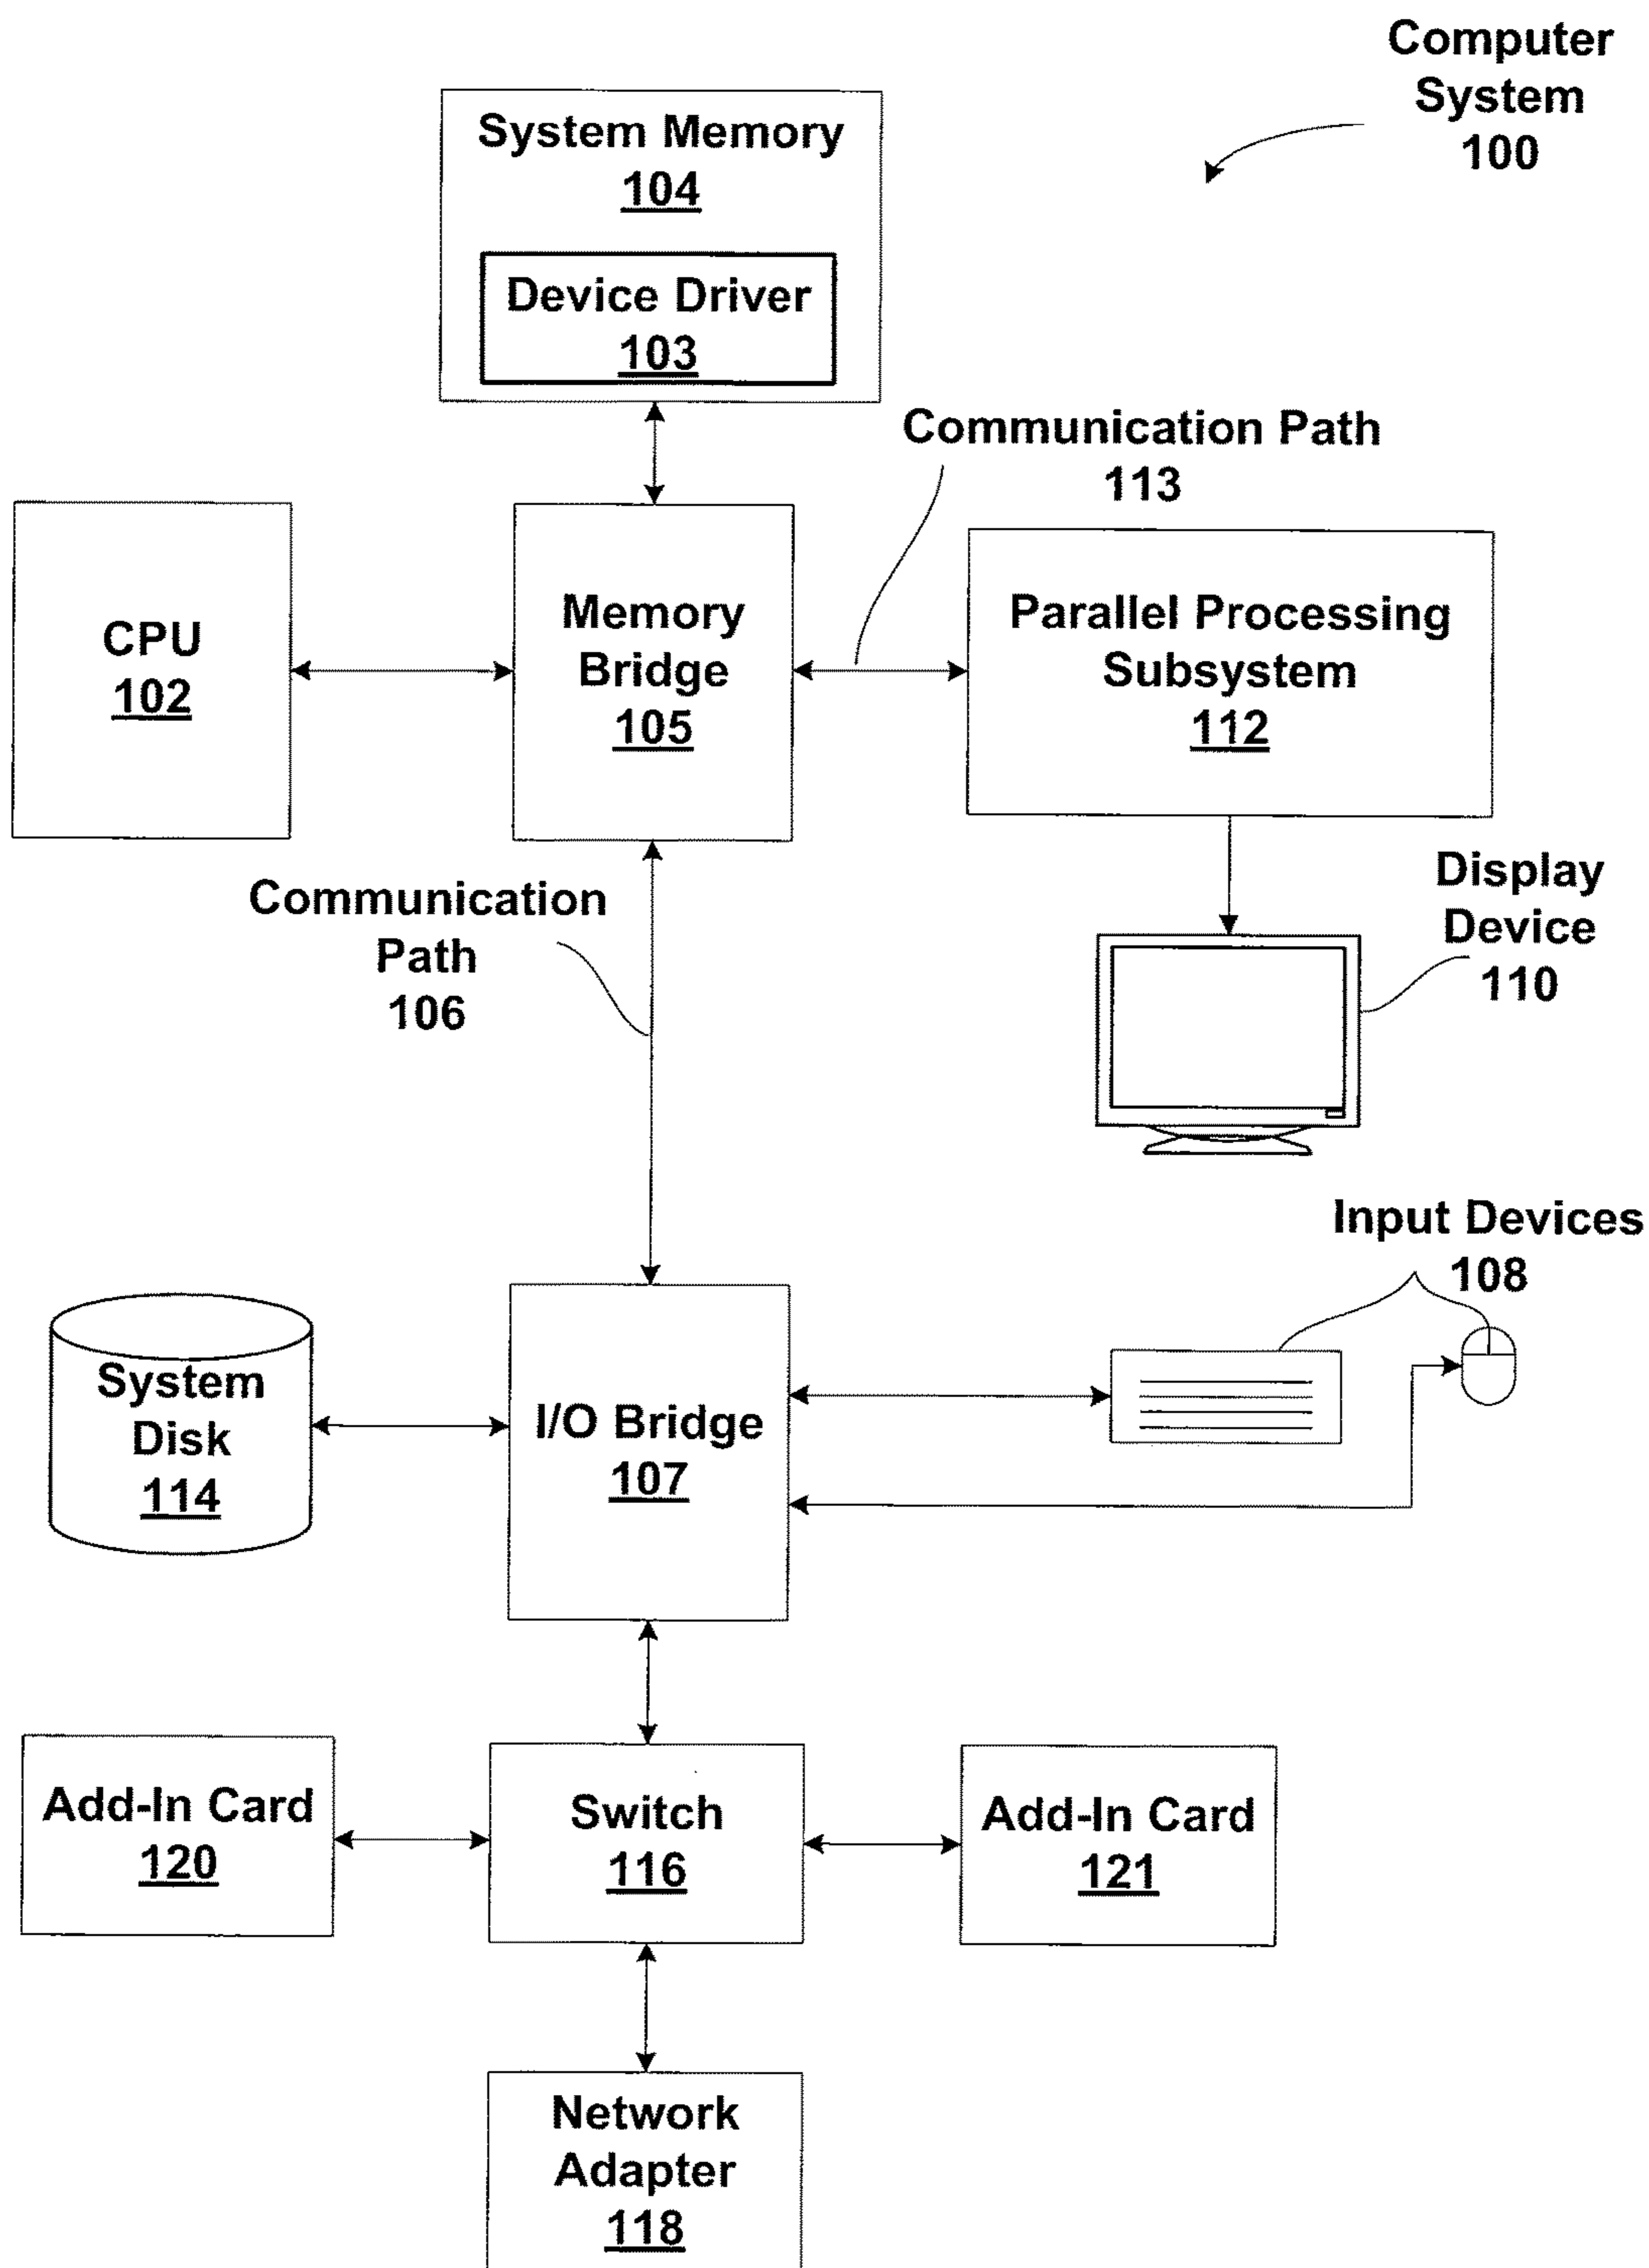 Computer
System
100
System Memory
104
Device Driver
103
Communication Path
113
CPU
102
Memory
Bridge
105
Parallel Processing
Subsystem
112
Communication
Path
106
Display
Device
110
Input Devices
108
System
Disk
114
I/O Bridge
107
Add-In Card
120
Switch
116
Add-In Card
121
Network
Adapter
118